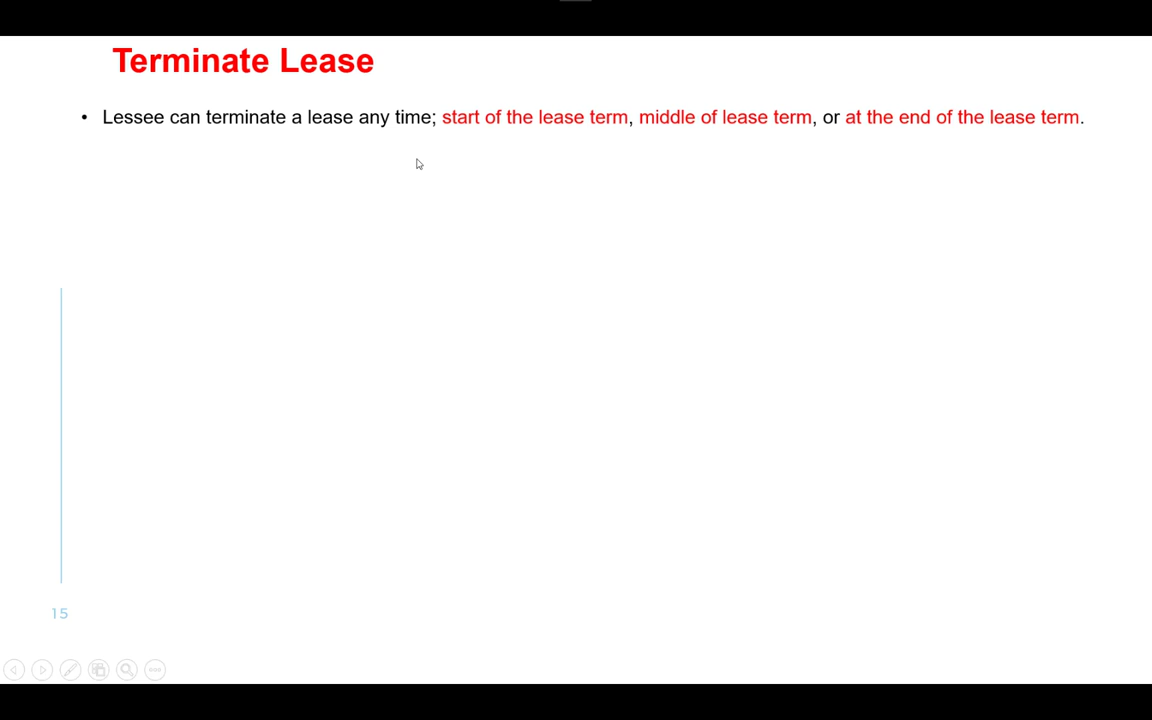 Terminate Lease
• Lessee can terminate a lease any time; start of the lease term, middle of lease term, or at the end of the lease term.
15